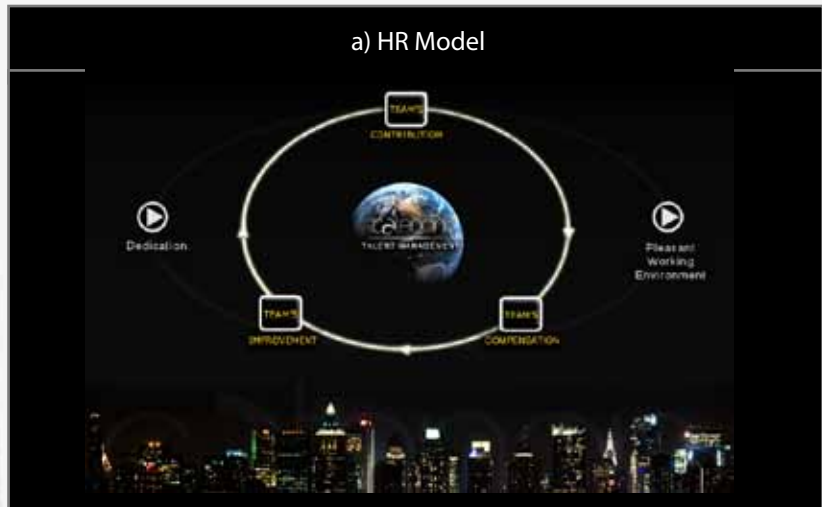 a) HR Model
TEAM'S
CONTRIBUTION
TALENT MANAGEMENT
Dedication
Pleasant
Working
Environment
TEAM'S
IMPROVEMENT
TEAM'S
COMPENSATION